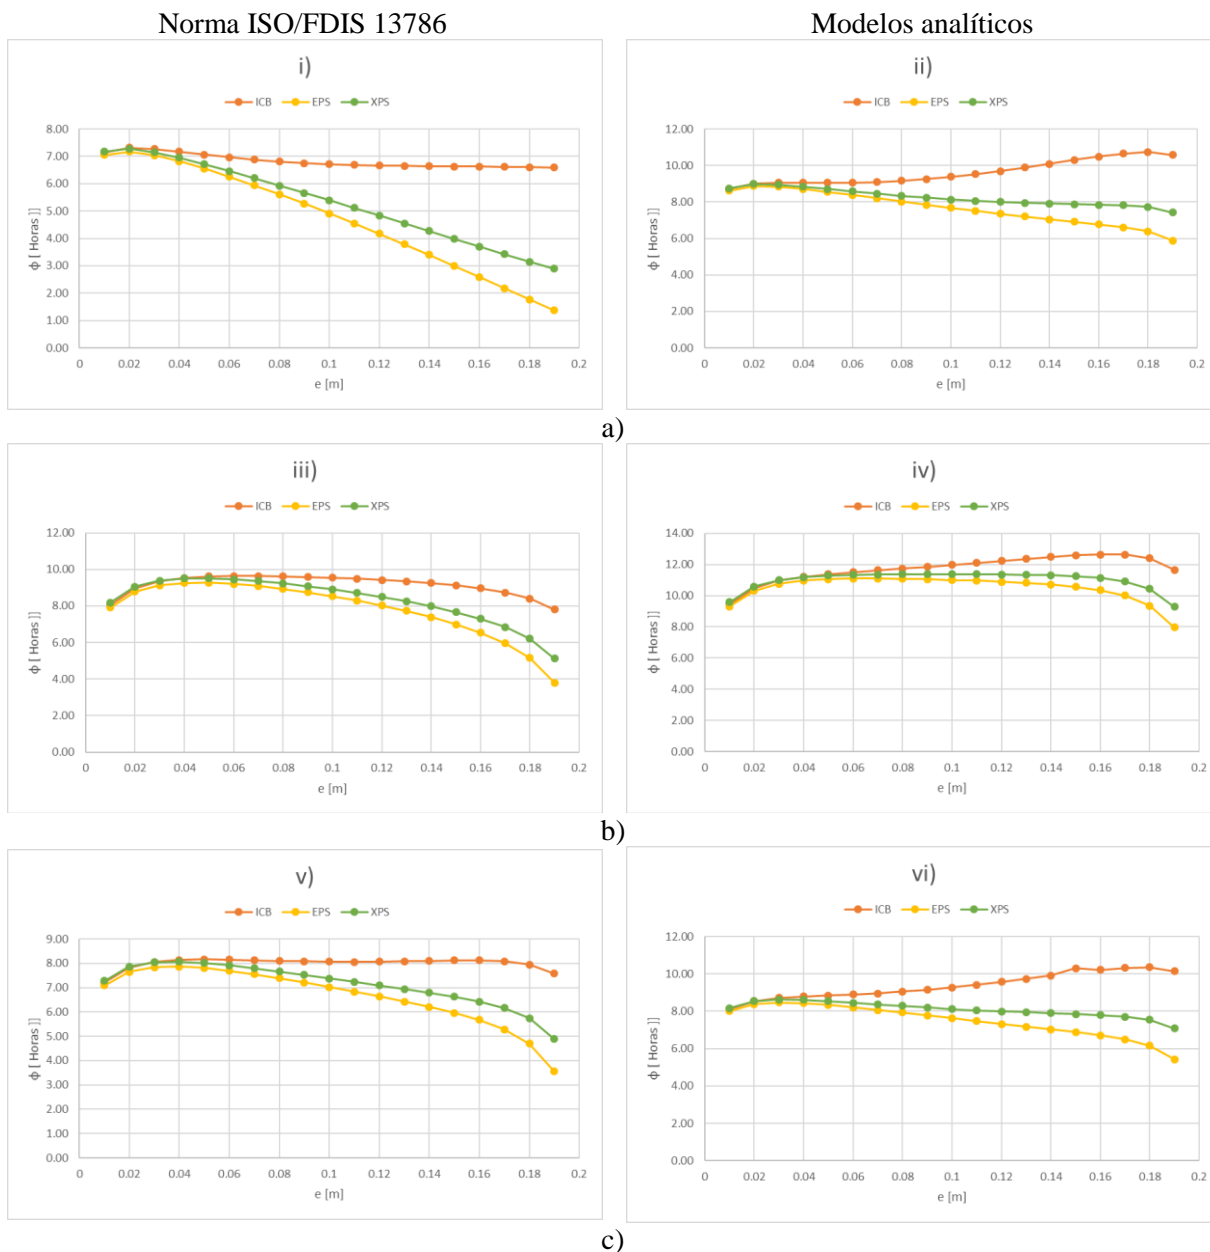 Norma ISO/FDIS 13786
Modelos analíticos
i)
ICB EPS XPS
8.00
7.00
6.00
5.00
4.00
3.00
2.00
1.00
0.00
ϕ [ Horas ]]
0 0.02 0.04 0.06 0.08 0.1 0.12 0.14 0.16 0.18 0.2
e [m]
ii)
ICB EPS XPS
12.00
10.00
8.00
6.00
4.00
2.00
0.00
ϕ [ Horas ]]
0 0.02 0.04 0.06 0.08 0.1 0.12 0.14 0.16 0.18 0.2
e [m]
a)
iii)
ICB EPS XPS
12.00
10.00
8.00
6.00
4.00
2.00
0.00
ϕ [ Horas ]]
0 0.02 0.04 0.06 0.08 0.1 0.12 0.14 0.16 0.18 0.2
e [m]
iv)
ICB EPS XPS
14.00
12.00
10.00
8.00
6.00
4.00
2.00
0.00
ϕ [ Horas ]]
0 0.02 0.04 0.06 0.08 0.1 0.12 0.14 0.16 0.18 0.2
e [m]
b)
v)
ICB EPS XPS
9.00
8.00
7.00
6.00
5.00
4.00
3.00
2.00
1.00
0.00
ϕ [ Horas ]]
0 0.02 0.04 0.06 0.08 0.1 0.12 0.14 0.16 0.18 0.2
e [m]
vi)
ICB EPS XPS
12.00
10.00
8.00
6.00
4.00
2.00
0.00
ϕ [ Horas ]]
0 0.02 0.04 0.06 0.08 0.1 0.12 0.14 0.16 0.18 0.2
e [m]
c)